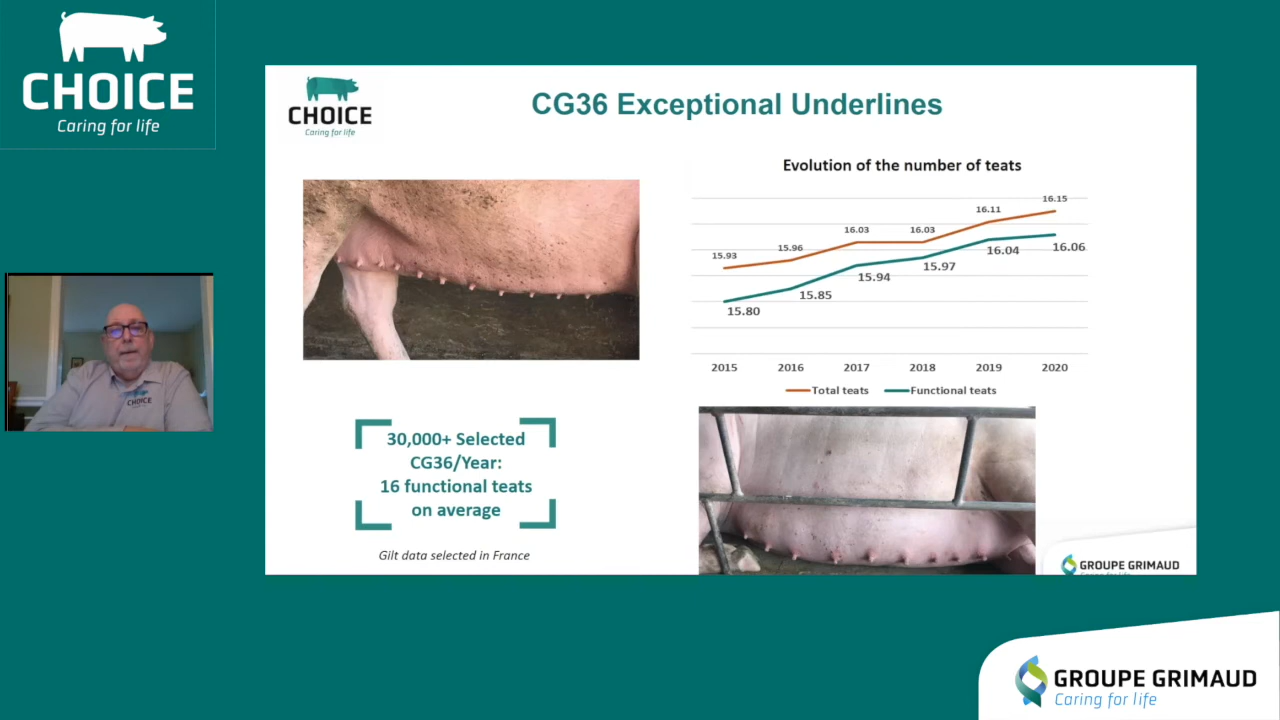 CHOICE
Caring for life
CHOICE
Caring for life
CG36 Exceptional Underlines
Evolution of the number of teats
15.93
15.96
16.03
16.03
16.11
16.15
15.80
15.85
15.94
15.97
16.04
16.06
2015 2016 2017 2018 2019 2020
Total teats Functional teats
CHOICE
30,000+ Selected
CG36/Year:
16 functional teats
on average
Gilt data selected in France
GROUPE GRIMAUD
GROUPE GRIMAUD
Caring for life